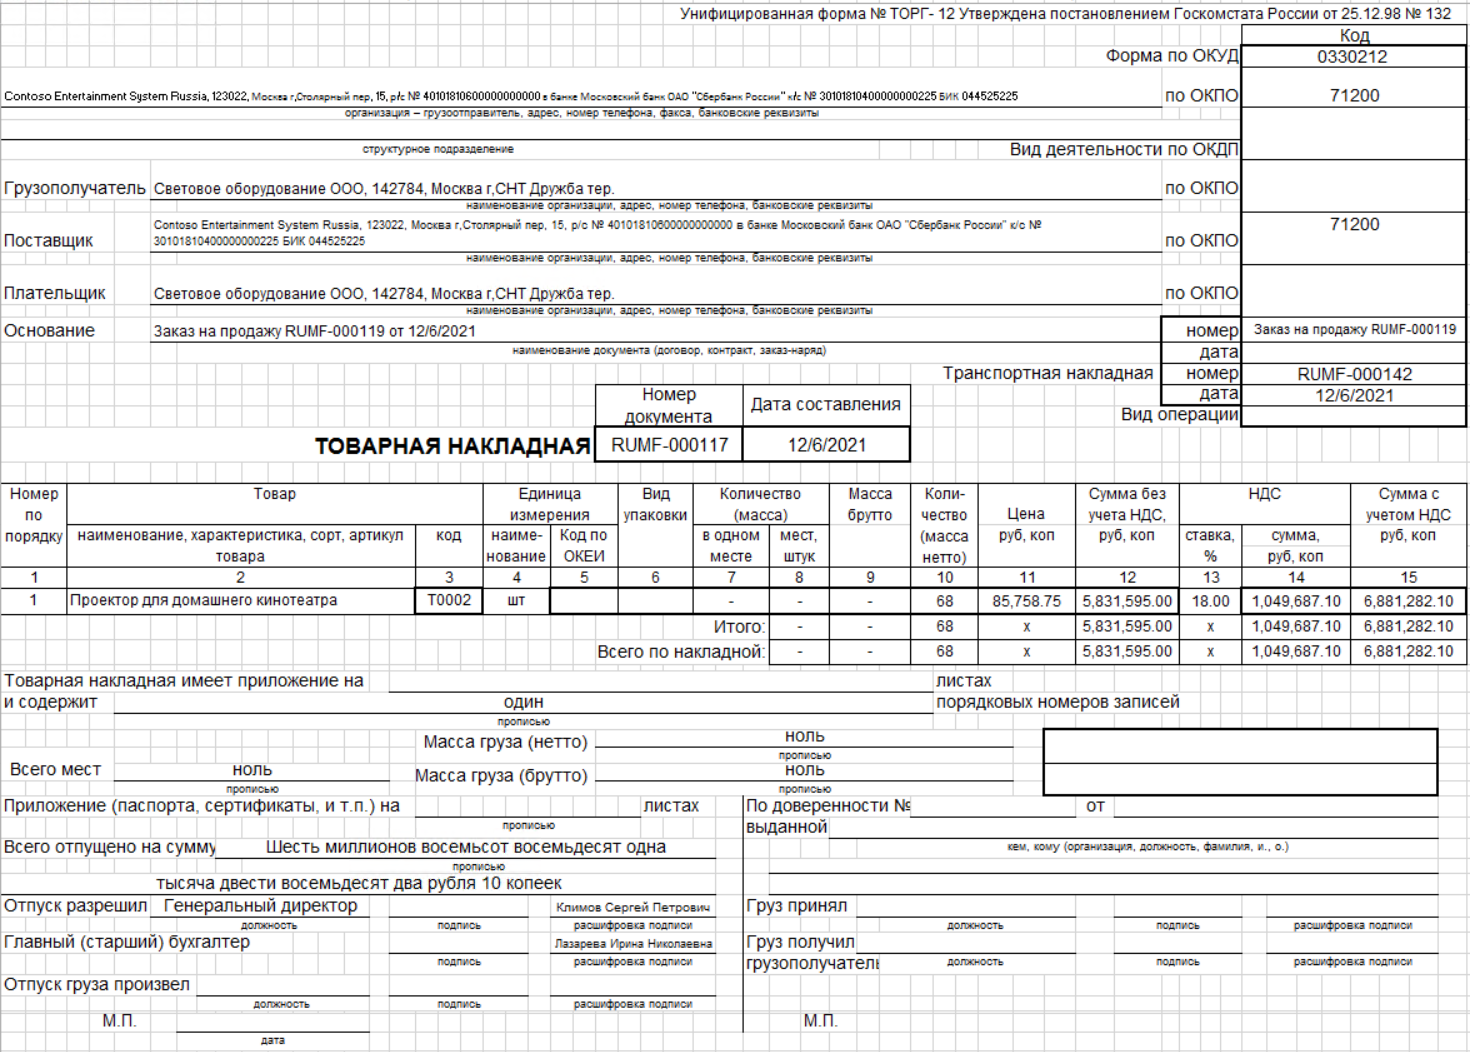 Унифицированная форма № ТОРГ- 12 Утверждена постановлением Госкомстата России от 25.12.98 № 132
Код
Форма по ОКУД 0330212
Contoso Entertainment System Russia, 123022, Москва г,Столярный пер, 15, р/с № 40101810600000000000 в банке Московский банк ОАО "Сбербанк России" к/с № 30101810400000000225 БИК 044525225 по ОКПО 71200
организация – грузоотправитель, адрес, номер телефона, факса, банковские реквизиты
структурное подразделение Вид деятельности по ОКДП
Грузополучатель Световое оборудование ООО, 142784, Москва г,СНТ Дружба тер. по ОКПО
наименование организации, адрес, номер телефона, банковские реквизиты
Contoso Entertainment System Russia, 123022, Москва г,Столярный пер, 15, р/с № 40101810600000000000 в банке Московский банк ОАО "Сбербанк России" к/с № 71200
Поставщик 30101810400000000225 БИК 044525225 по ОКПО
наименование организации, адрес, номер телефона, банковские реквизиты
Плательщик Световое оборудование ООО, 142784, Москва г,СНТ Дружба тер. по ОКПО
наименование организации, адрес, номер телефона, банковские реквизиты
Основание Заказ на продажу RUMF-000119 от 12/6/2021 номер Заказ на продажу RUMF-000119
наименование документа (договор, контракт, заказ-наряд) дата
Транспортная накладная номер RUMF-000142
дата 12/6/2021
Вид операции
Номер документа Дата составления
ТОВАРНАЯ НАКЛАДНАЯ RUMF-000117 12/6/2021
Номер по порядку Товар Единица измерения Вид упаковки Количество (масса) Масса брутто Коли-чество (масса нетто) Цена руб, коп Сумма без учета НДС, руб, коп НДС Сумма с учетом НДС руб, коп
наименование, характеристика, сорт, артикул товара код наиме-нование Код по ОКЕИ в одном месте мест, штук ставка, % сумма, руб, коп
1 2 3 4 5 6 7 8 9 10 11 12 13 14 15
1 Проектор для домашнего кинотеатра T0002 шт - - - 68 85,758.75 5,831,595.00 18.00 1,049,687.10 6,881,282.10
Итого: - - 68 x 5,831,595.00 x 1,049,687.10 6,881,282.10
Всего по накладной: - - 68 x 5,831,595.00 x 1,049,687.10 6,881,282.10
Товарная накладная имеет приложение на листах
и содержит один порядковых номеров записей
прописью
Масса груза (нетто) ноль
прописью
Всего мест ноль Масса груза (брутто) ноль
прописью прописью
Приложение (паспорта, сертификаты, и т.п.) на листах По доверенности № от
прописью выданной
Всего отпущено на сумму Шесть миллионов восемьсот восемьдесят одна кем, кому (организация, должность, фамилия, и., о.)
прописью
тысяча двести восемьдесят два рубля 10 копеек
Отпуск разрешил Генеральный директор Климов Сергей Петрович Груз принял
должность подпись расшифровка подписи должность подпись расшифровка подписи
Главный (старший) бухгалтер Лазарева Ирина Николаевна Груз получил
подпись расшифровка подписи грузополучатель должность подпись расшифровка подписи
Отпуск груза произвел
должность подпись расшифровка подписи
М.П. М.П.
дата